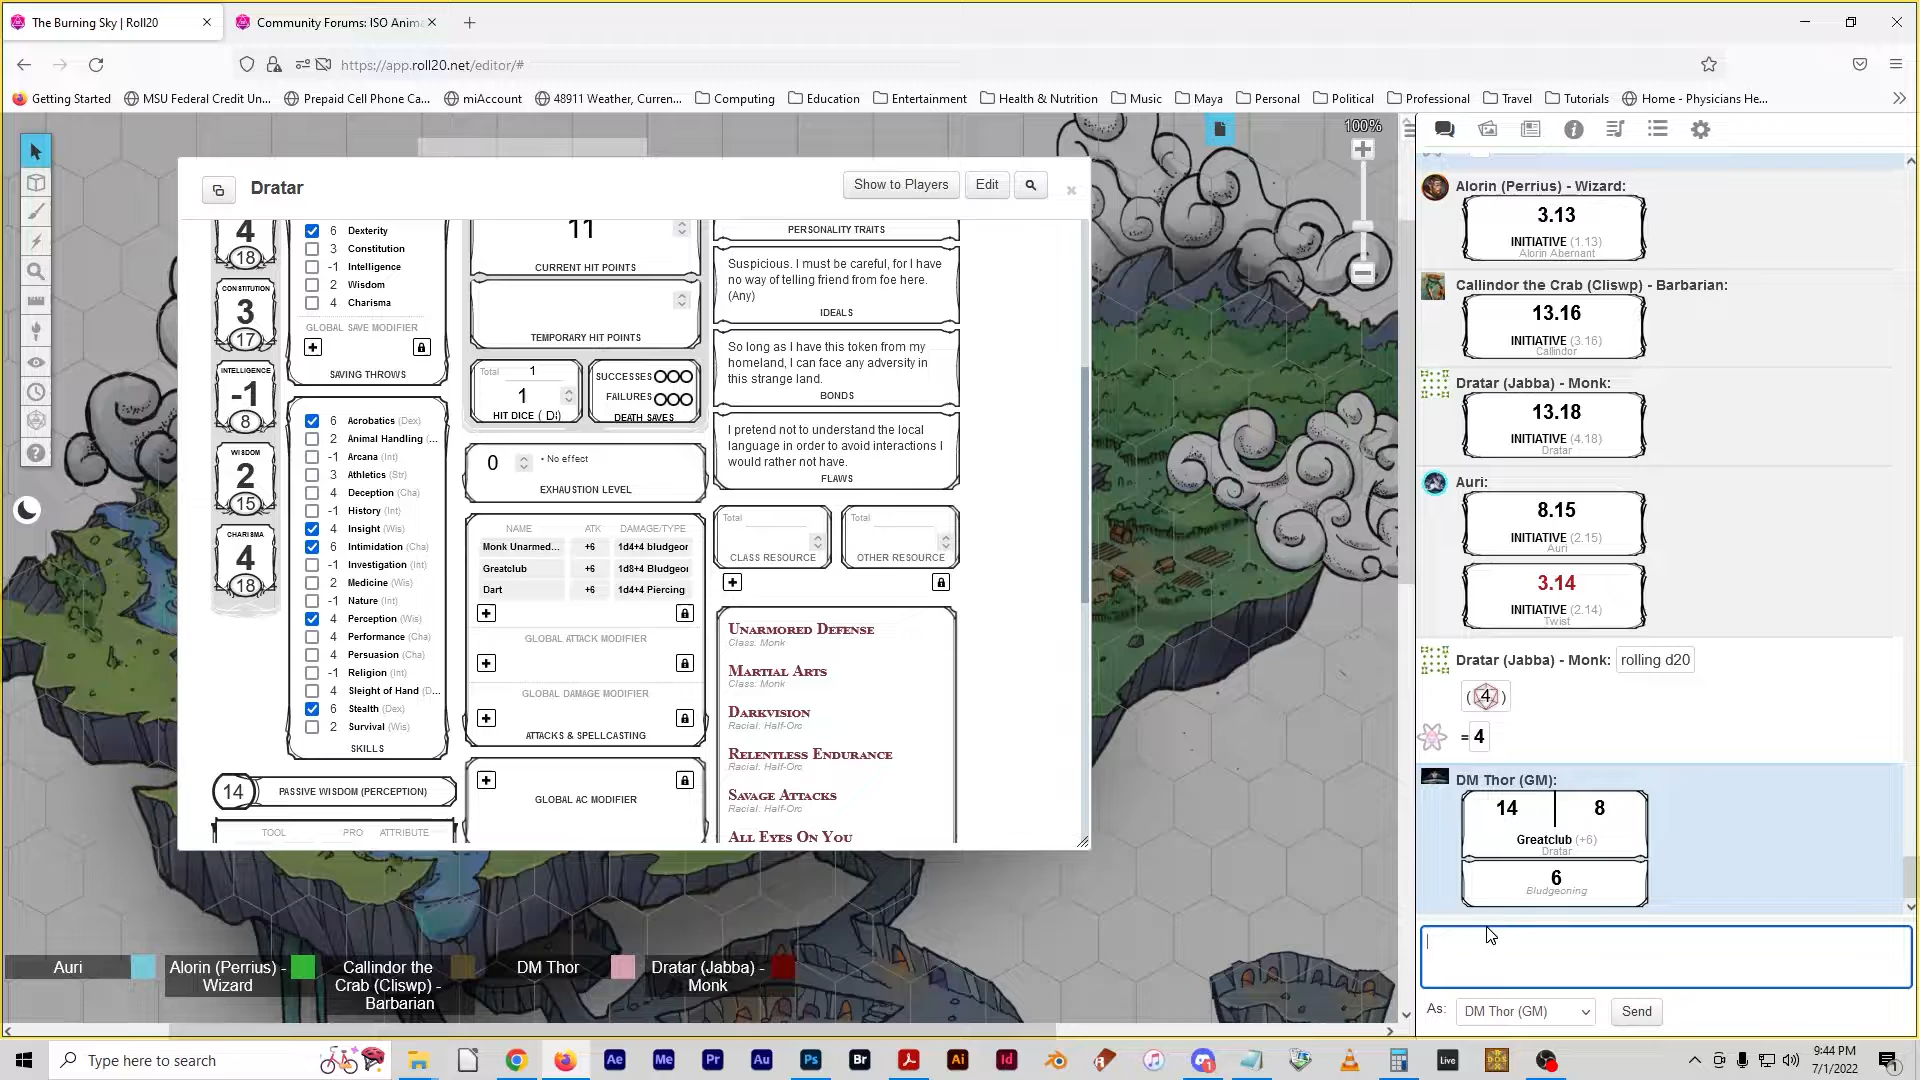 The Burning Sky | Roll20
Community Forums: ISO Anima
https://app.roll20.net/editor/#
Getting Started
MSU Federal Credit Un...
Prepaid Cell Phone Ca...
miAccount
48911 Weather, Curren...
Computing
Education
Entertainment
Health & Nutrition
Music
Maya
Personal
Political
Professional
Travel
Tutorials
Home - Physicians He...
100%
Dratar
Show to Players
Edit
4
18
CONSTITUTION
3
17
INTELLIGENCE
-1
8
WISDOM
2
15
CHARISMA
4
18
6 Dexterity
3 Constitution
-1 Intelligence
2 Wisdom
4 Charisma
GLOBAL SAVE MODIFIER
SAVING THROWS
6 Acrobatics (Dex)
2 Animal Handling (...
-1 Arcana (Int)
3 Athletics (Str)
4 Deception (Cha)
-1 History (Int)
4 Insight (Wis)
6 Intimidation (Cha)
-1 Investigation (Int)
2 Medicine (Wis)
-1 Nature (Int)
4 Perception (Wis)
4 Performance (Cha)
4 Persuasion (Cha)
-1 Religion (Int)
4 Sleight of Hand (D...
6 Stealth (Dex)
2 Survival (Wis)
SKILLS
14 PASSIVE WISDOM (PERCEPTION)
TOOL PRO ATTRIBUTE
11
CURRENT HIT POINTS
TEMPORARY HIT POINTS
Total 1
1
HIT DICE ( D
SUCCESSES
FAILURES
DEATH SAVES
0 • No effect
EXHAUSTION LEVEL
NAME ATK DAMAGE/TYPE
Monk Unarmed... +6 1d4+4 bludgeor
Greatclub +6 1d8+4 Bludgeor
Dart +6 1d4+4 Piercing
GLOBAL ATTACK MODIFIER
GLOBAL DAMAGE MODIFIER
ATTACKS & SPELLCASTING
GLOBAL AC MODIFIER
PERSONALITY TRAITS
Suspicious. I must be careful, for I have
no way of telling friend from foe here.
(Any)
IDEALS
So long as I have this token from my
homeland, I can face any adversity in
this strange land.
BONDS
I pretend not to understand the local
language in order to avoid interactions I
would rather not have.
FLAWS
Total
CLASS RESOURCE
Total
OTHER RESOURCE
UNARMORED DEFENSE
Class: Monk
MARTIAL ARTS
Class: Monk
DARKVISION
Racial: Half-Orc
RELENTLESS ENDURANCE
Racial: Half-Orc
SAVAGE ATTACKS
Racial: Half-Orc
ALL EYES ON YOU
Auri
Alorin (Perrius) -
Wizard
Callindor the
Crab (Cliswp) -
Barbarian
DM Thor
Dratar (Jabba) -
Monk
Alorin (Perrius) - Wizard:
3.13
INITIATIVE (1.13)
Alorin Abernant
Callindor the Crab (Cliswp) - Barbarian:
13.16
INITIATIVE (3.16)
Callindor
Dratar (Jabba) - Monk:
13.18
INITIATIVE (4.18)
Dratar
Auri:
8.15
INITIATIVE (2.15)
Auri
3.14
INITIATIVE (2.14)
Twist
Dratar (Jabba) - Monk: rolling d20
(4)
=4
DM Thor (GM):
14 8
Greatclub (+6)
Dratar
6
Bludgeoning
As: DM Thor (GM)
Send
Type here to search
Ae
Me
Pr
Au
Ps
Br
Ai
Id
Live
9:44 PM
7/1/2022